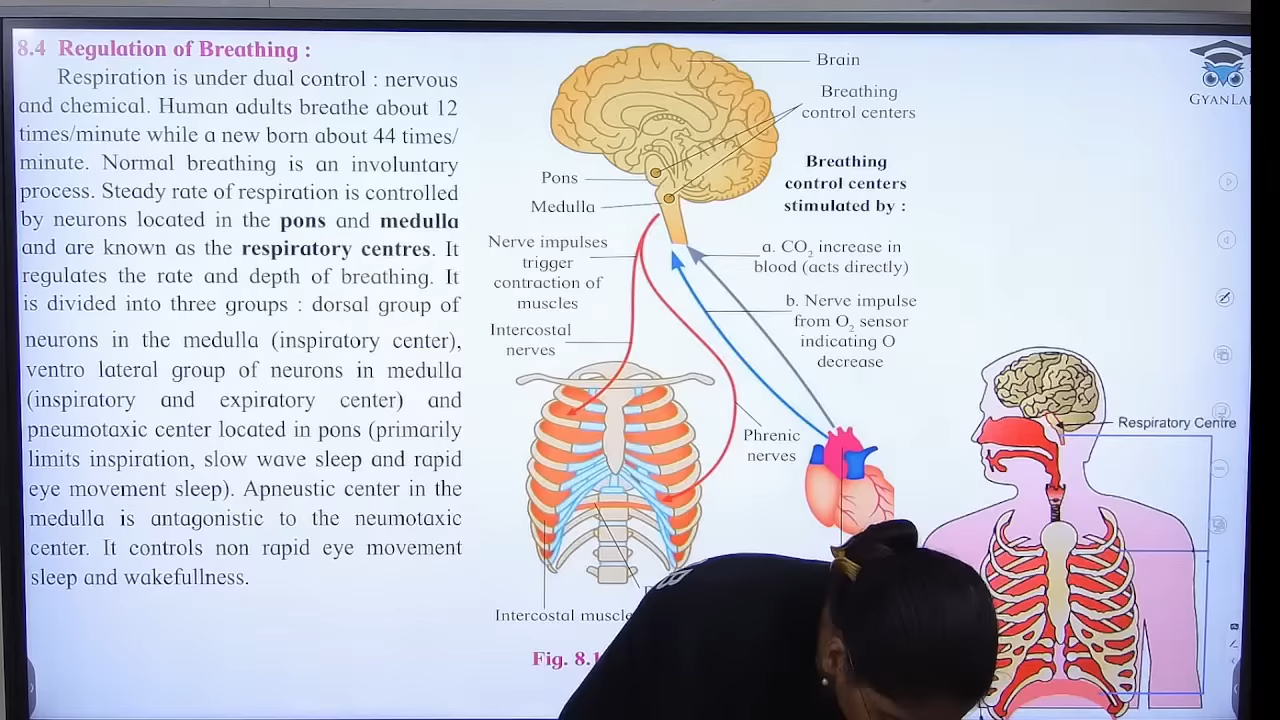 8.4 Regulation of Breathing :
Respiration is under dual control : nervous
and chemical. Human adults breathe about 12
times/minute while a new born about 44 times/
minute. Normal breathing is an involuntary
process. Steady rate of respiration is controlled
by neurons located in the pons and medulla
and are known as the respiratory centres. It
regulates the rate and depth of breathing. It
is divided into three groups : dorsal group of
neurons in the medulla (inspiratory center),
ventro lateral group of neurons in medulla
(inspiratory and expiratory center) and
pneumotaxic center located in pons (primarily
limits inspiration, slow wave sleep and rapid
eye movement sleep). Apneustic center in the
medulla is antagonistic to the neumotaxic
center. It controls non rapid eye movement
sleep and wakefullness.
Brain
Breathing
control centers
Pons
Medulla
Breathing
control centers
stimulated by :
Nerve impulses
trigger
contraction of
muscles
a. CO₂ increase in
blood (acts directly)
b. Nerve impulse
from O₂ sensor
indicating O
decrease
Intercostal
nerves
Phrenic
nerves
Intercostal muscle
Fig. 8.1
Respiratory Centre
GYANLA